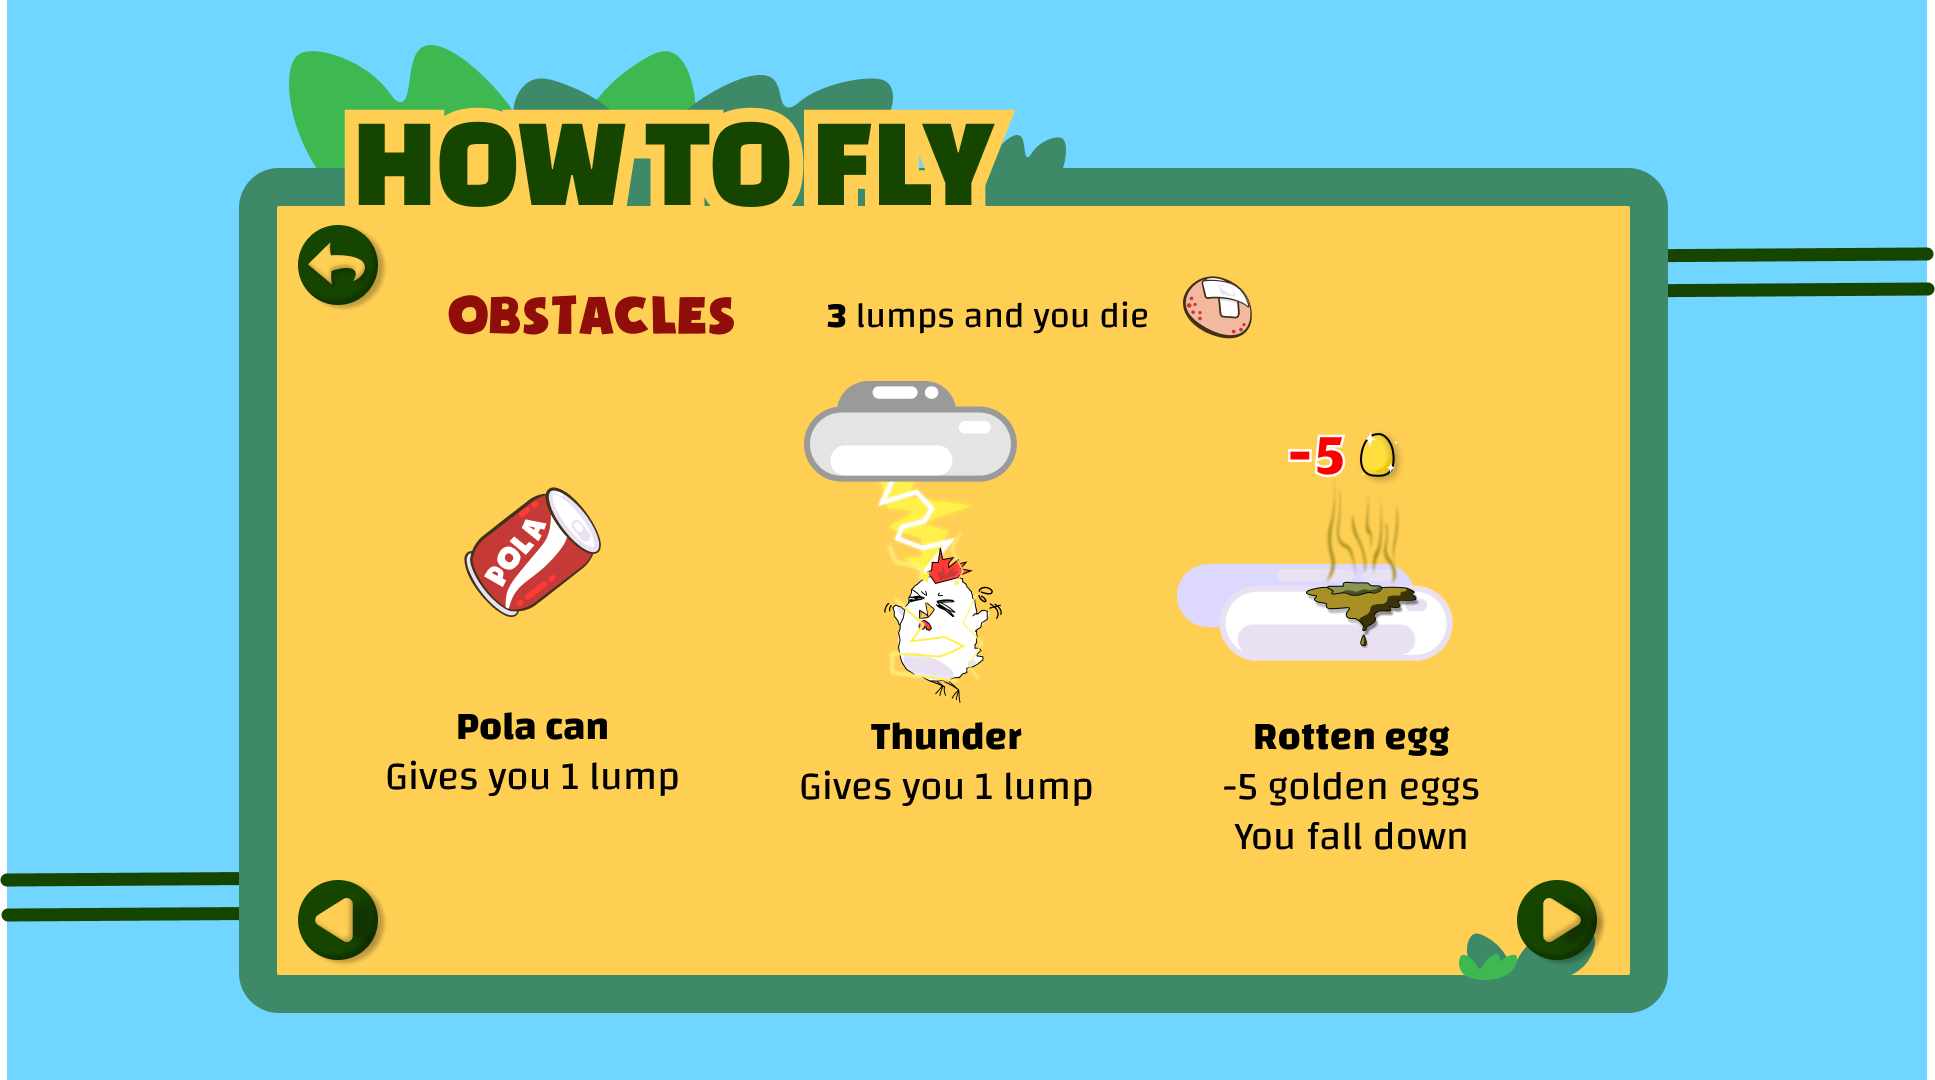 HOW TO FLY
OBSTACLES
3 lumps and you die
-5
POLA
Pola can
Gives you 1 lump
Thunder
Gives you 1 lump
Rotten egg
-5 golden eggs
You fall down